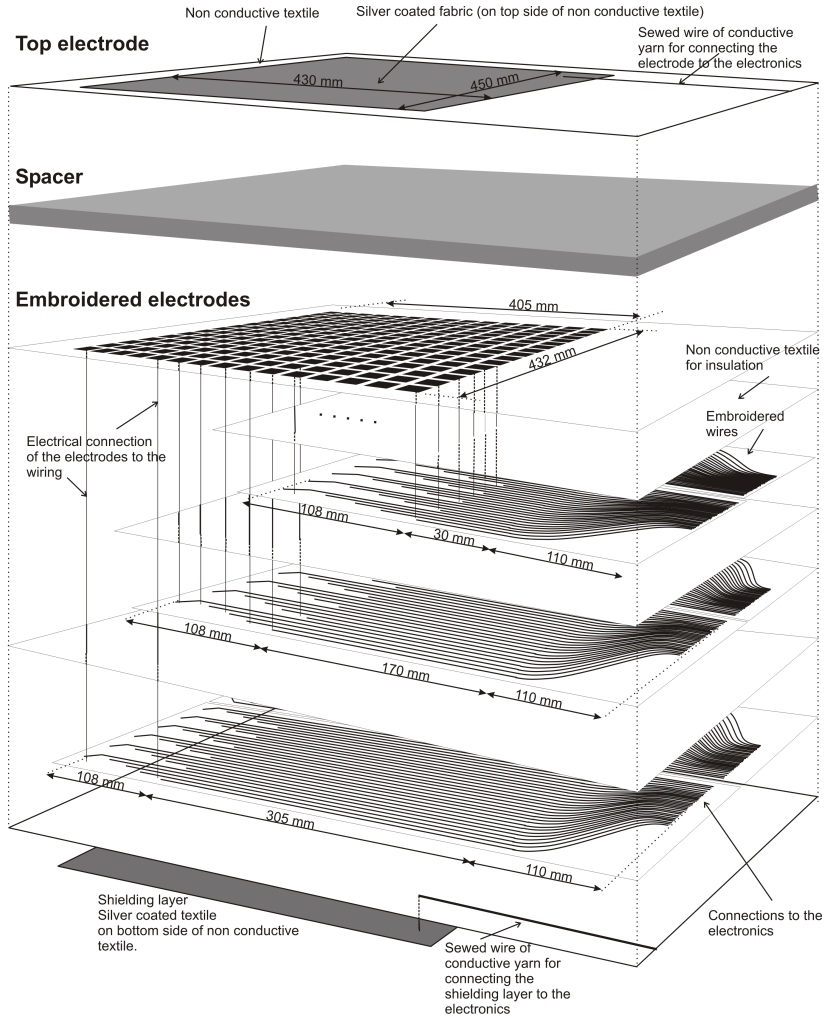 Non conductive textile
Silver coated fabric (on top side of non conductive textile)
Top electrode
Sewed wire of conductive
yarn for connecting the
electrode to the electronics
430 mm
450 mm
Spacer
Embroidered electrodes
405 mm
432 mm
Non conductive textile
for insulation
Embroidered
wires
Electrical connection
of the electrodes to the
wiring
108 mm
30 mm
110 mm
108 mm
170 mm
110 mm
108 mm
305 mm
110 mm
Shielding layer
Silver coated textile
on bottom side of non conductive
textile.
Connections to the
electronics
Sewed wire of
conductive yarn for
connecting the
shielding layer to the
electronics